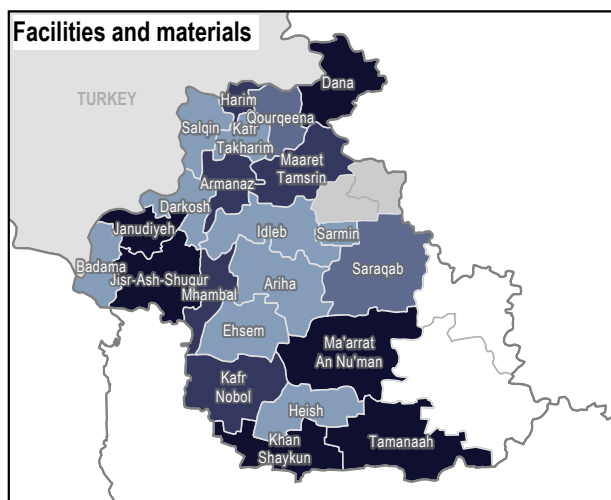 Facilities and materials
TURKEY
Dana
Harim
Qourqeena
Salqin
Kafr
Takharim
Maaret
Tamsrin
Armanaz
Darkosh
Janudiyeh
Idleb
Sarmin
Badama
Jisr-Ash-Shugur
Mhambal
Ariha
Saraqab
Ehsem
Ma'arrat
An Nu'man
Kafr
Nobol
Heish
Khan
Shaykun
Tamanaah